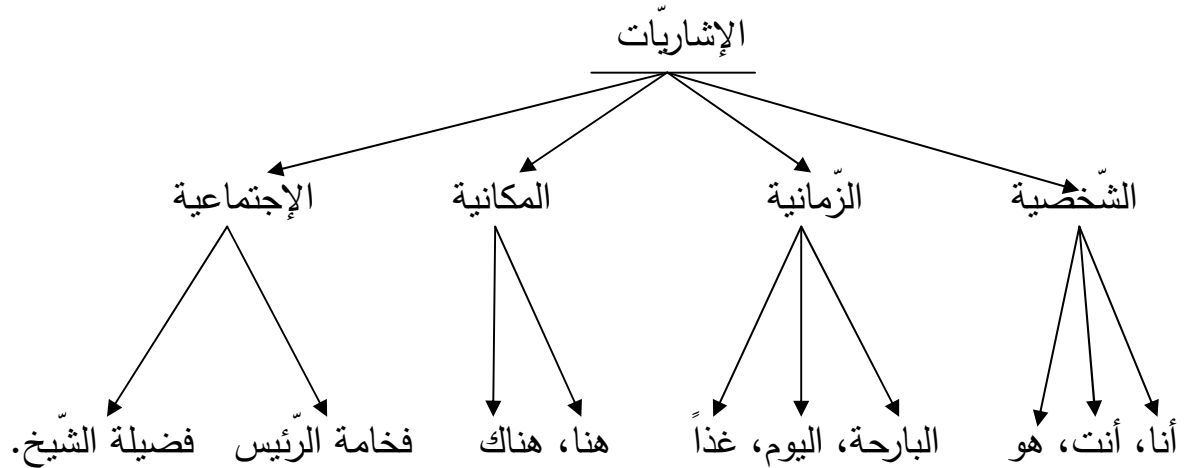 الإشاريّات
الشّخصية الزّمانية المكانية الإجتماعية
أنا، أنت، هو البارحة، اليوم، غذاً هنا، هناك فخامة الرّئيس فضيلة الشّيخ.